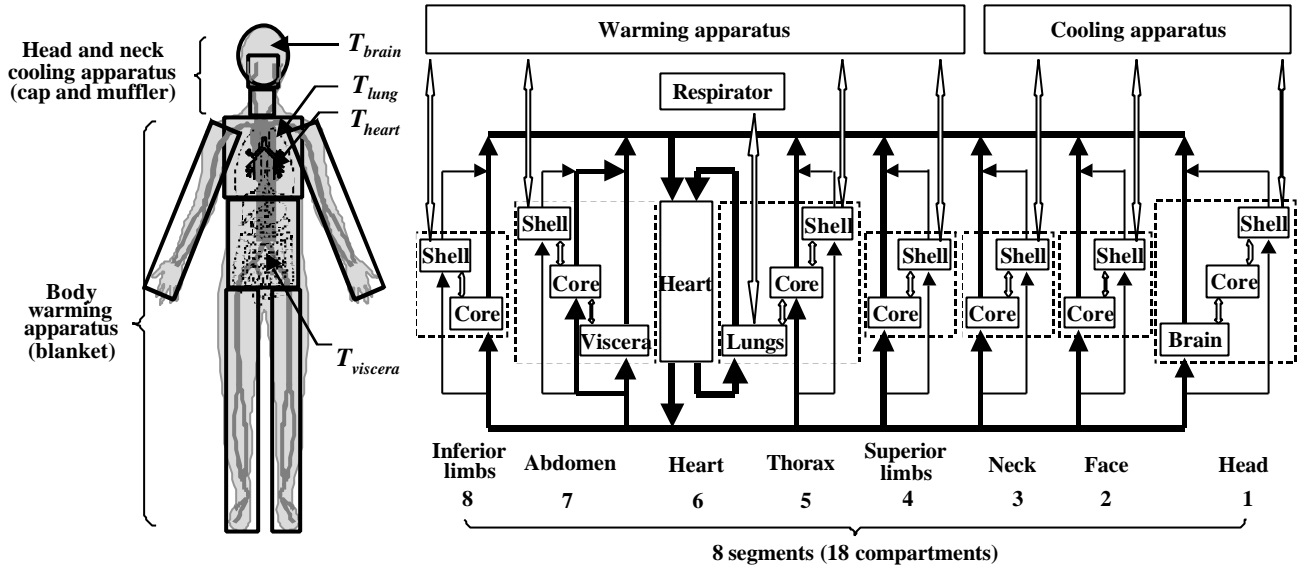 Head and neck
cooling apparatus
(cap and muffler)
Body
warming
apparatus
(blanket)
T_brain
T_lung
T_heart
T_viscera
Warming apparatus
Cooling apparatus
Respirator
Shell
Core
Shell
Core
Viscera
Heart
Shell
Core
Lungs
Shell
Core
Shell
Core
Shell
Core
Shell
Core
Brain
Inferior
limbs
8
Abdomen
7
Heart
6
Thorax
5
Superior
limbs
4
Neck
3
Face
2
Head
1
8 segments (18 compartments)